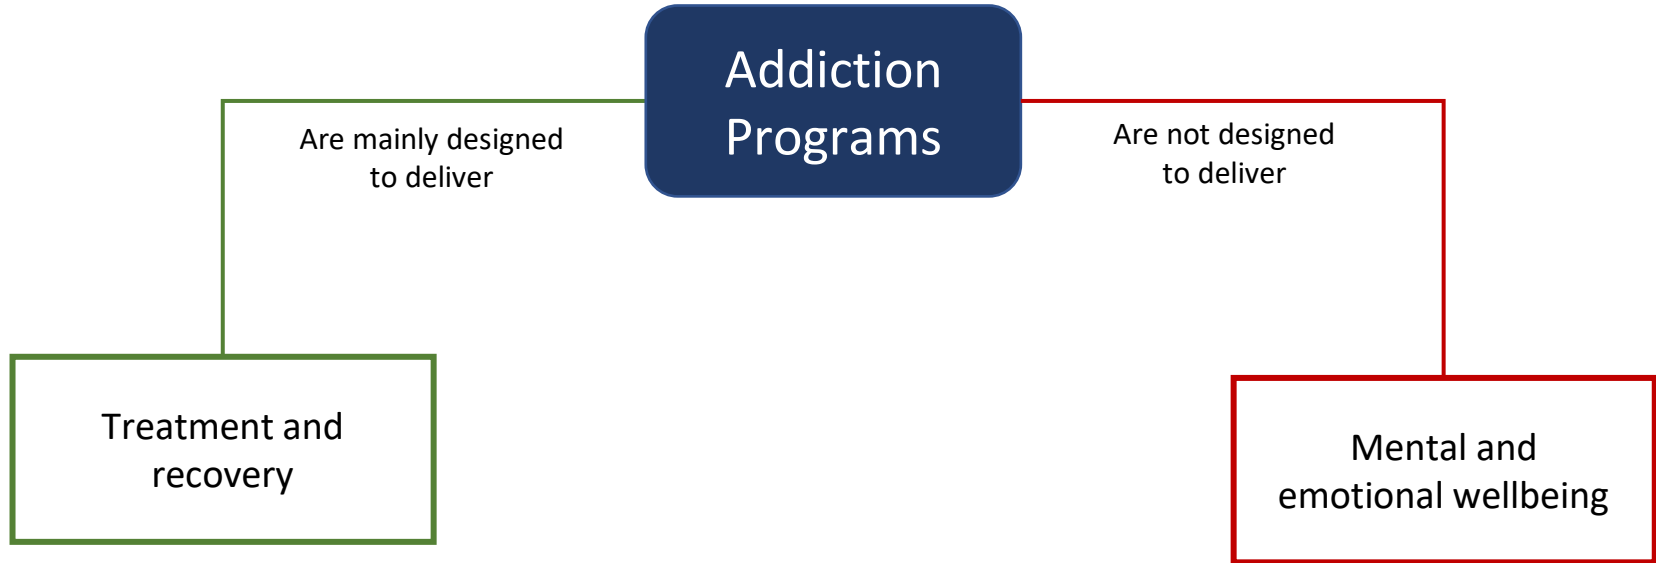 Addiction
Programs
Are mainly designed
to deliver
Are not designed
to deliver
Treatment and
recovery
Mental and
emotional wellbeing